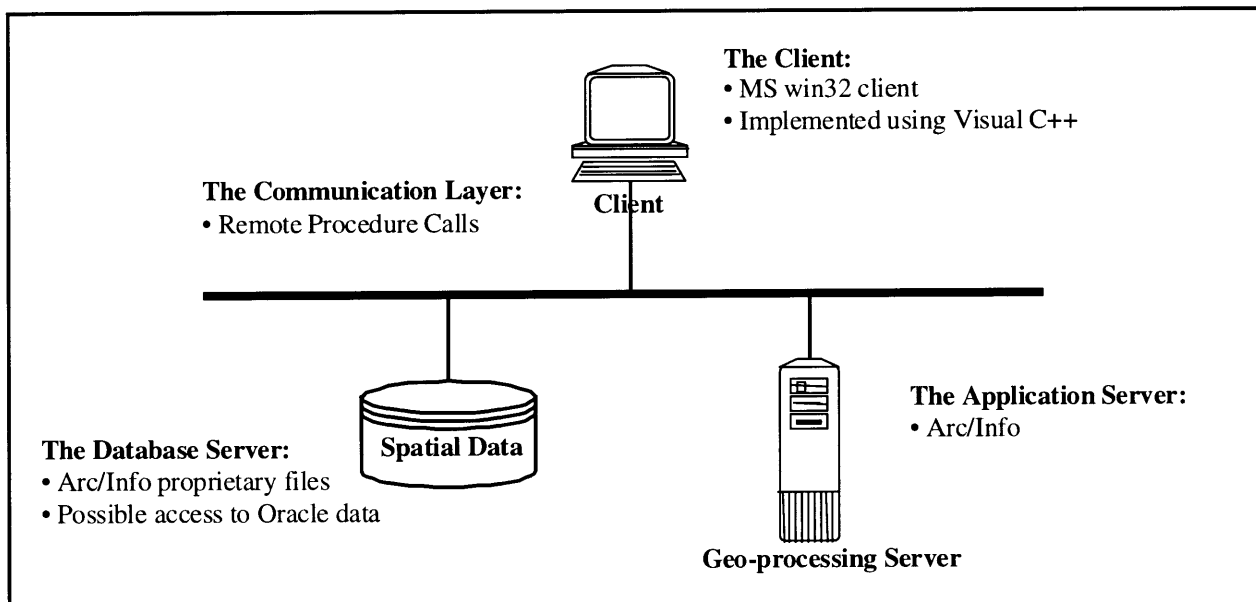 The Client:
• MS win32 client
• Implemented using Visual C++
The Communication Layer:
• Remote Procedure Calls
Client
Spatial Data
The Database Server:
• Arc/Info proprietary files
• Possible access to Oracle data
The Application Server:
• Arc/Info
Geo-processing Server